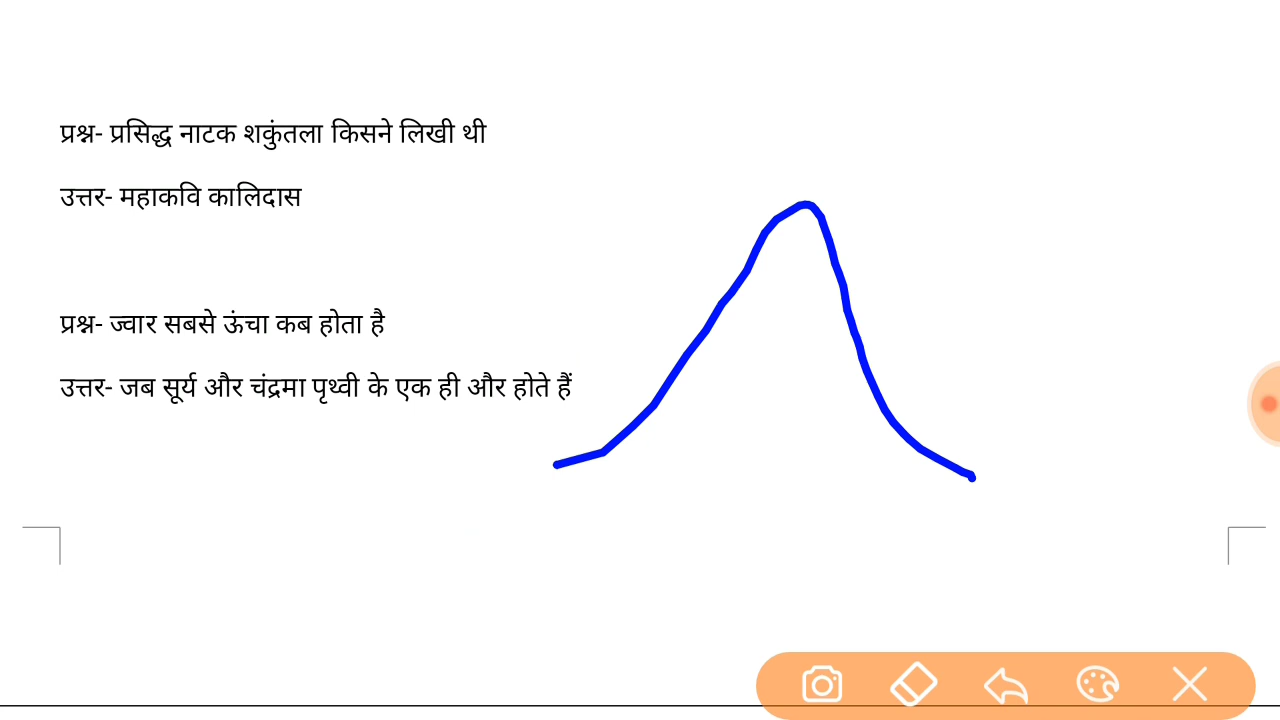 प्रश्न- प्रसिद्ध नाटक शकुंतला किसने लिखी थी
उत्तर- महाकवि कालिदास
प्रश्न- ज्वार सबसे ऊंचा कब होता है
उत्तर- जब सूर्य और चंद्रमा पृथ्वी के एक ही और होते हैं